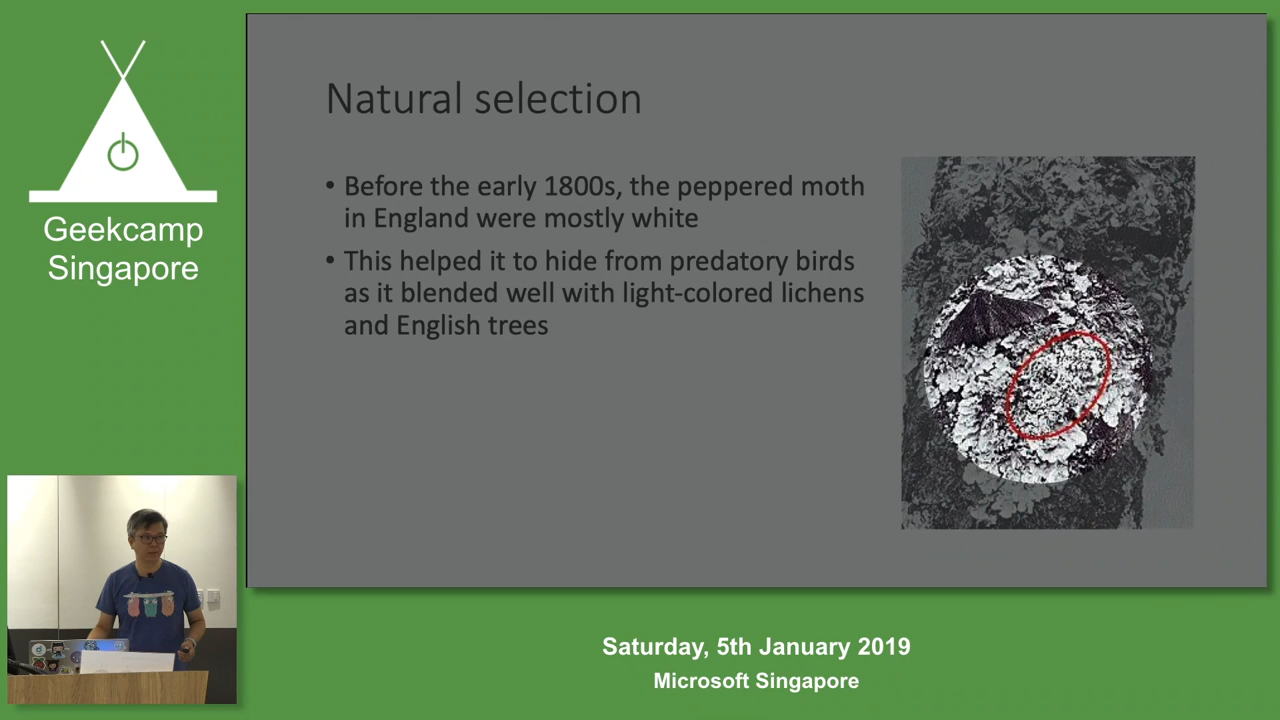 Geekcamp
Singapore
Natural selection
• Before the early 1800s, the peppered moth
in England were mostly white
• This helped it to hide from predatory birds
as it blended well with light-colored lichens
and English trees
Saturday, 5th January 2019
Microsoft Singapore